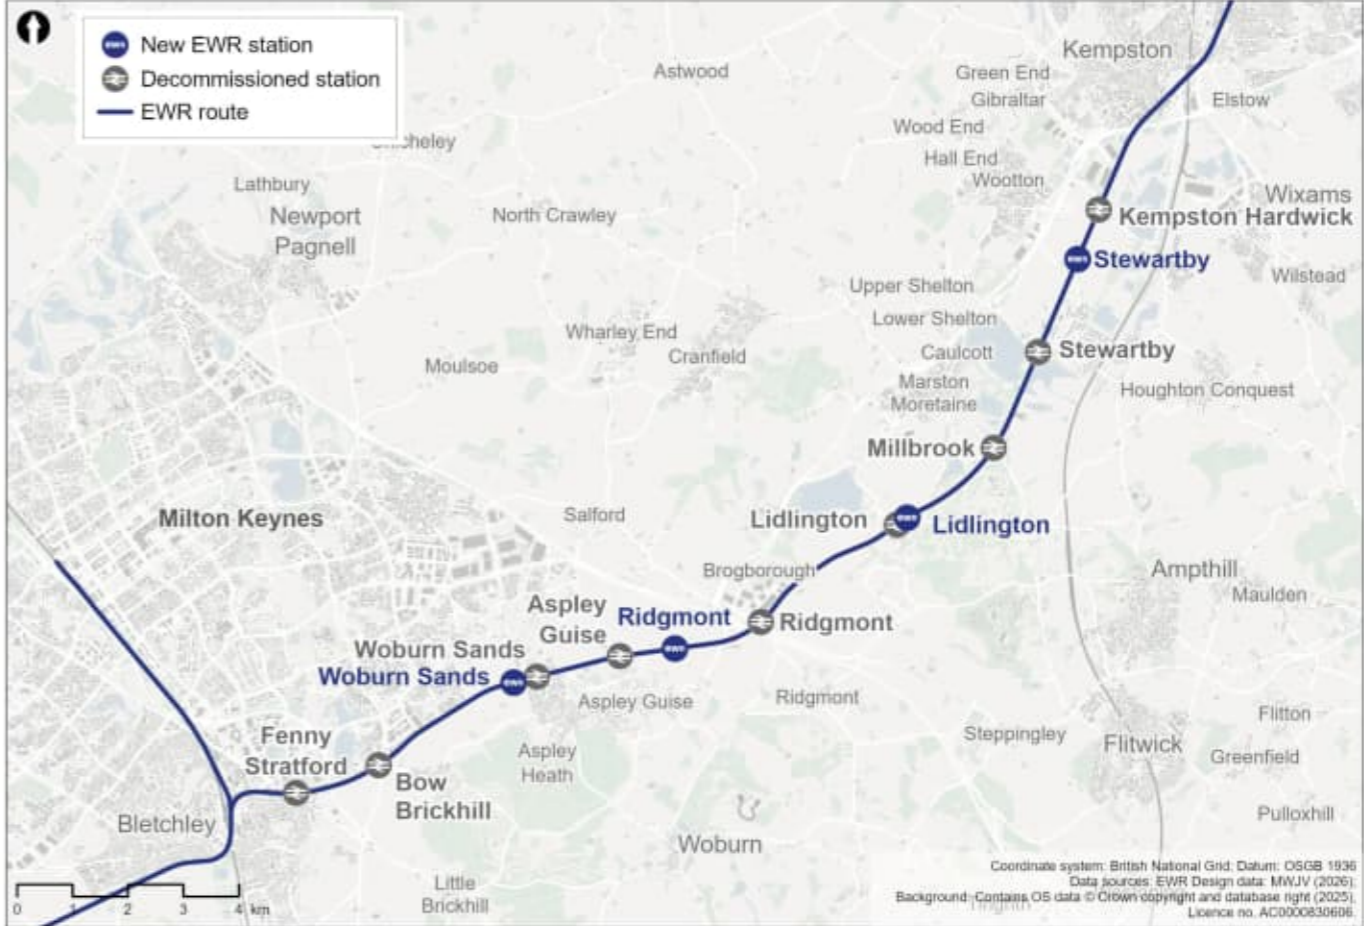 New EWR station
Decommissioned station
EWR route
Kempston
Astwood
Green End
Gibraltar
Elstow
Wood End
Hall End
Wootton
Lathbury
Newport
Pagnell
North Crawley
Wixams
Kempston Hardwick
Stewartby
Wilstead
Upper Shelton
Lower Shelton
Wharley End
Cranfield
Caulcott
Stewartby
Moulsoe
Marston
Moretaine
Houghton Conquest
Millbrook
Milton Keynes
Salford
Lidlington
Lidlington
Brogborough
Ampthill
Maulden
Aspley
Guise
Ridgmont
Ridgmont
Woburn Sands
Woburn Sands
Aspley Guise
Ridgmont
Fenny
Stratford
Aspley
Heath
Steppingley
Flitwick
Flitton
Greenfield
Bow
Brickhill
Bletchley
Woburn
Pulloxhill
Little
Brickhill
0 1 2 3 4 km
Coordinate system: British National Grid; Datum: OSGB 1936
Data sources: EWR Design data: MWJV (2026);
Background: Contains OS data © Crown copyright and database right (2025),
Licence no. AC0000830606.
ewr
ewr
ewr
ewr